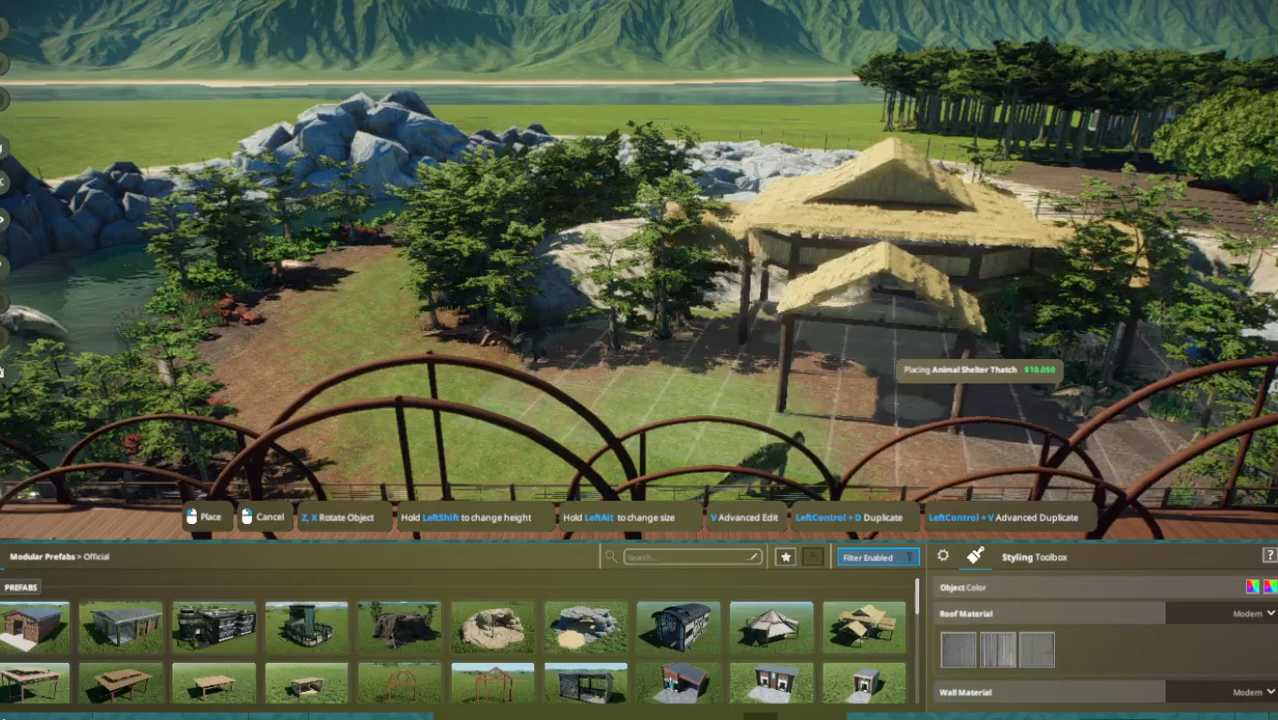 Placing Animal Shelter Thatch $10.050
Place
Cancel
Z, X Rotate Object
Hold LeftShift to change height
Hold LeftAlt to change size
V Advanced Edit
LeftControl + D Duplicate
LeftControl + V Advanced Duplicate
Modular Prefabs > Official
Search...
Filter Enabled
Styling Toolbox
?
PREFABS
Object Color
Roof Material
Modern
Wall Material
Modern